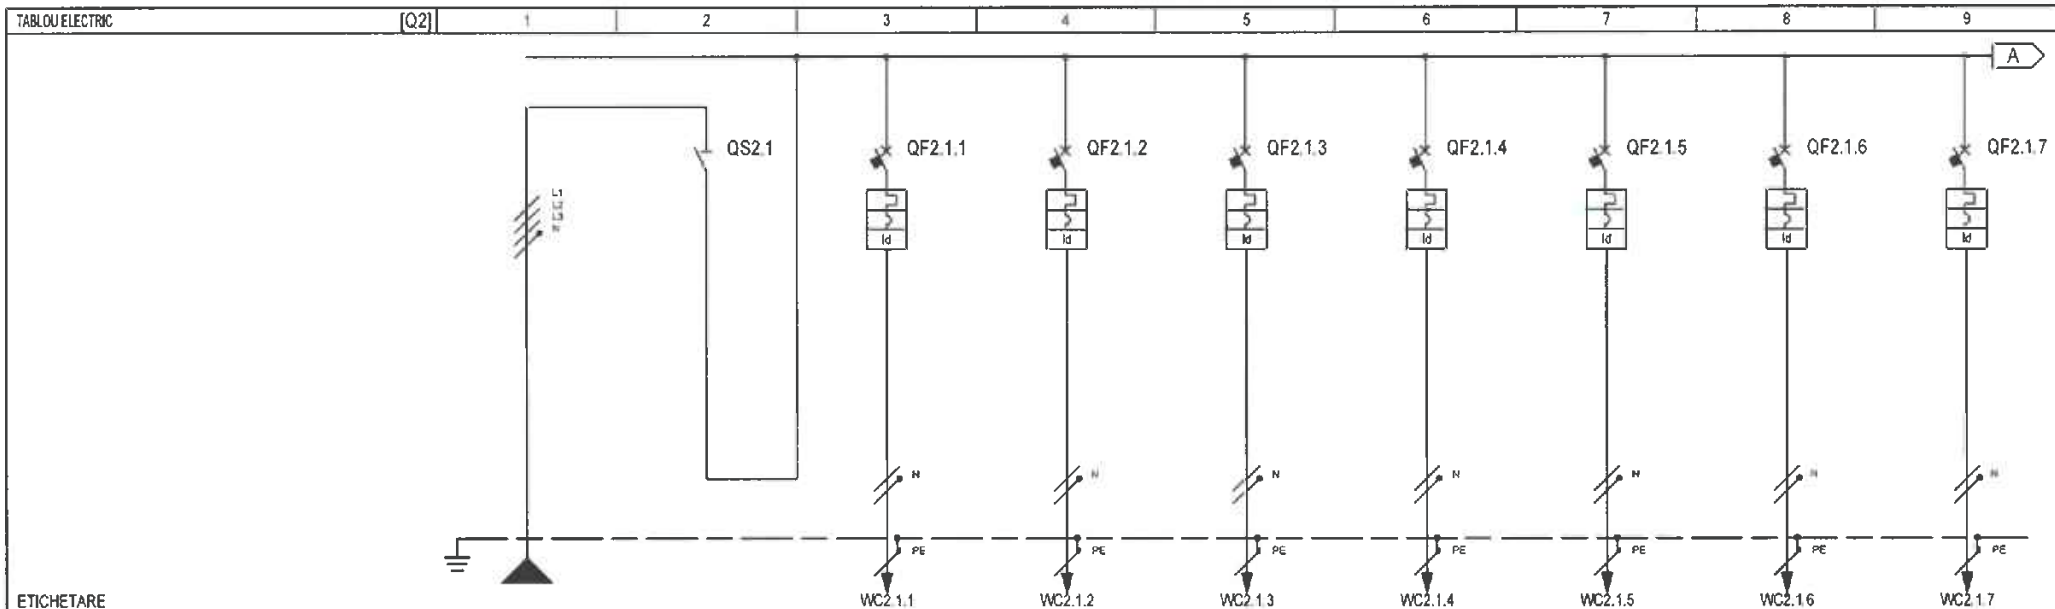 TABLOU ELECTRIC [Q2] 1 2 3 4 5 6 7 8 9
A
QS2.1 QF2.1.1 QF2.1.2 QF2.1.3 QF2.1.4 QF2.1.5 QF2.1.6 QF2.1.7
Id Id Id Id Id Id Id
N N N N N N N
PE PE PE PE PE PE PE
ETICHETARE WC2.1.1 WC2.1.2 WC2.1.3 WC2.1.4 WC2.1.5 WC2.1.6 WC2.1.7